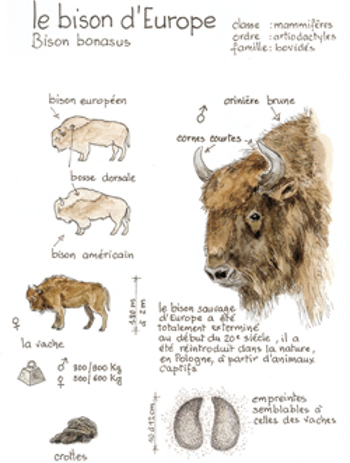 le bison d'Europe
Bison bonasus
classe : mammifères
ordre : artiodactyles
famille : bovidés
bison européen
♂
crinière brune
cornes courtes
bosse dorsale
bison américain
♀
1,80 m
à 2 m
la vache
♂ 800/900 Kg
♀ 500/600 Kg
le bison sauvage
d'Europe a été
totalement exterminé
au début du 20e siècle, il a
été réintroduit dans la nature,
en Pologne, à partir d'animaux
captifs
crottes
empreintes
semblables à
celles des vaches